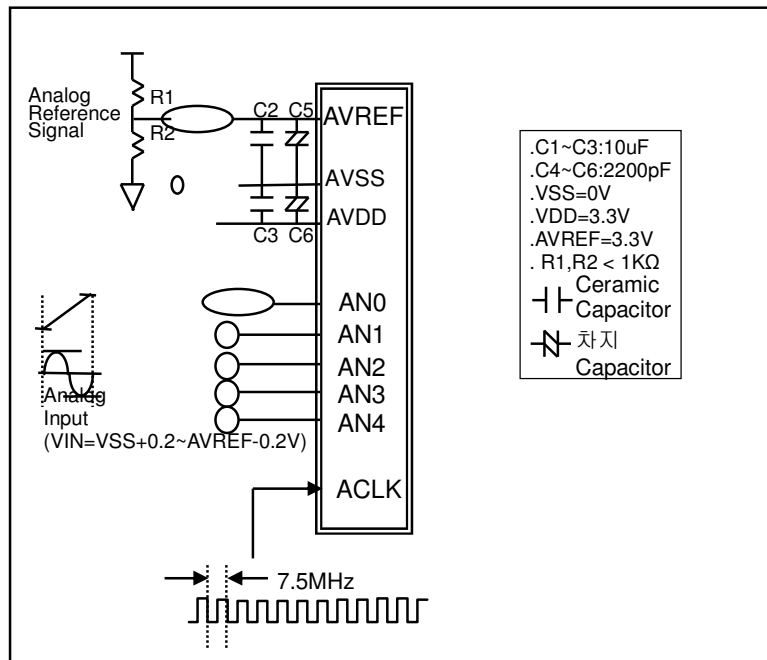 Analog
Reference
Signal
R1
R2
C2
C5
AVREF
AVSS
AVDD
C3
C6
AN0
AN1
AN2
AN3
AN4
Analog
Input
(VIN=VSS+0.2~AVREF-0.2V)
ACLK
7.5MHz
.C1~C3:10uF
.C4~C6:2200pF
.VSS=0V
.VDD=3.3V
.AVREF=3.3V
. R1,R2 < 1KΩ
Ceramic
Capacitor
차지
Capacitor